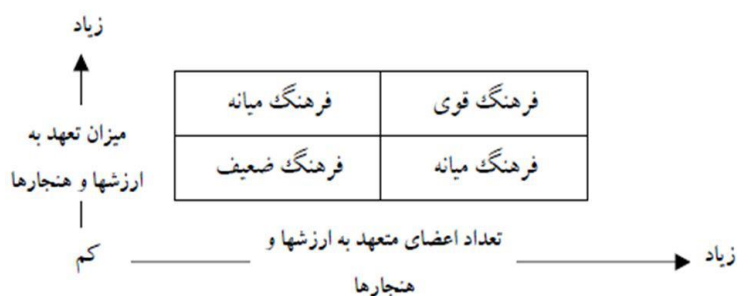 زیاد
فرهنگ قوی
فرهنگ میانه
میزان تعهد به
ارزشها و هنجارها
فرهنگ میانه
فرهنگ ضعیف
کم
تعداد اعضای متعهد به ارزشها و
هنجارها
زیاد